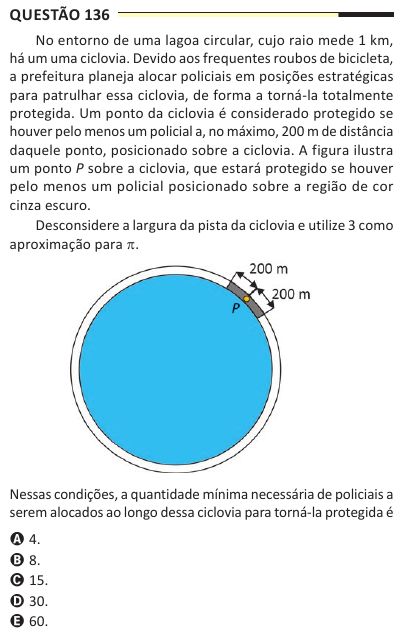 QUESTÃO 136
No entorno de uma lagoa circular, cujo raio mede 1 km,
há um uma ciclovia. Devido aos frequentes roubos de bicicleta,
a prefeitura planeja alocar policiais em posições estratégicas
para patrulhar essa ciclovia, de forma a torná-la totalmente
protegida. Um ponto da ciclovia é considerado protegido se
houver pelo menos um policial a, no máximo, 200 m de distância
daquele ponto, posicionado sobre a ciclovia. A figura ilustra
um ponto P sobre a ciclovia, que estará protegido se houver
pelo menos um policial posicionado sobre a região de cor
cinza escuro.
Desconsidere a largura da pista da ciclovia e utilize 3 como
aproximação para π.
200 m
200 m
P
Nessas condições, a quantidade mínima necessária de policiais a
serem alocados ao longo dessa ciclovia para torná-la protegida é
A 4.
B 8.
C 15.
D 30.
E 60.